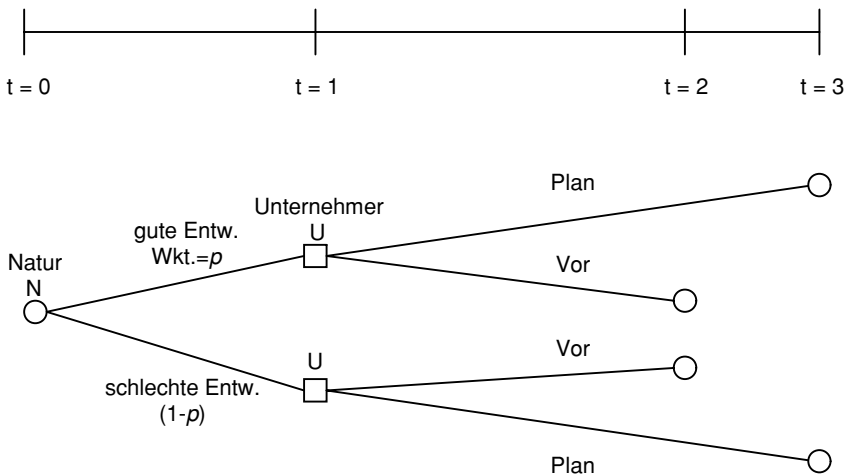 t = 0
t = 1
t = 2
t = 3
Plan
Unternehmer
U
gute Entw.
Wkt.=p
Vor
Natur
N
Vor
U
schlechte Entw.
(1-p)
Plan